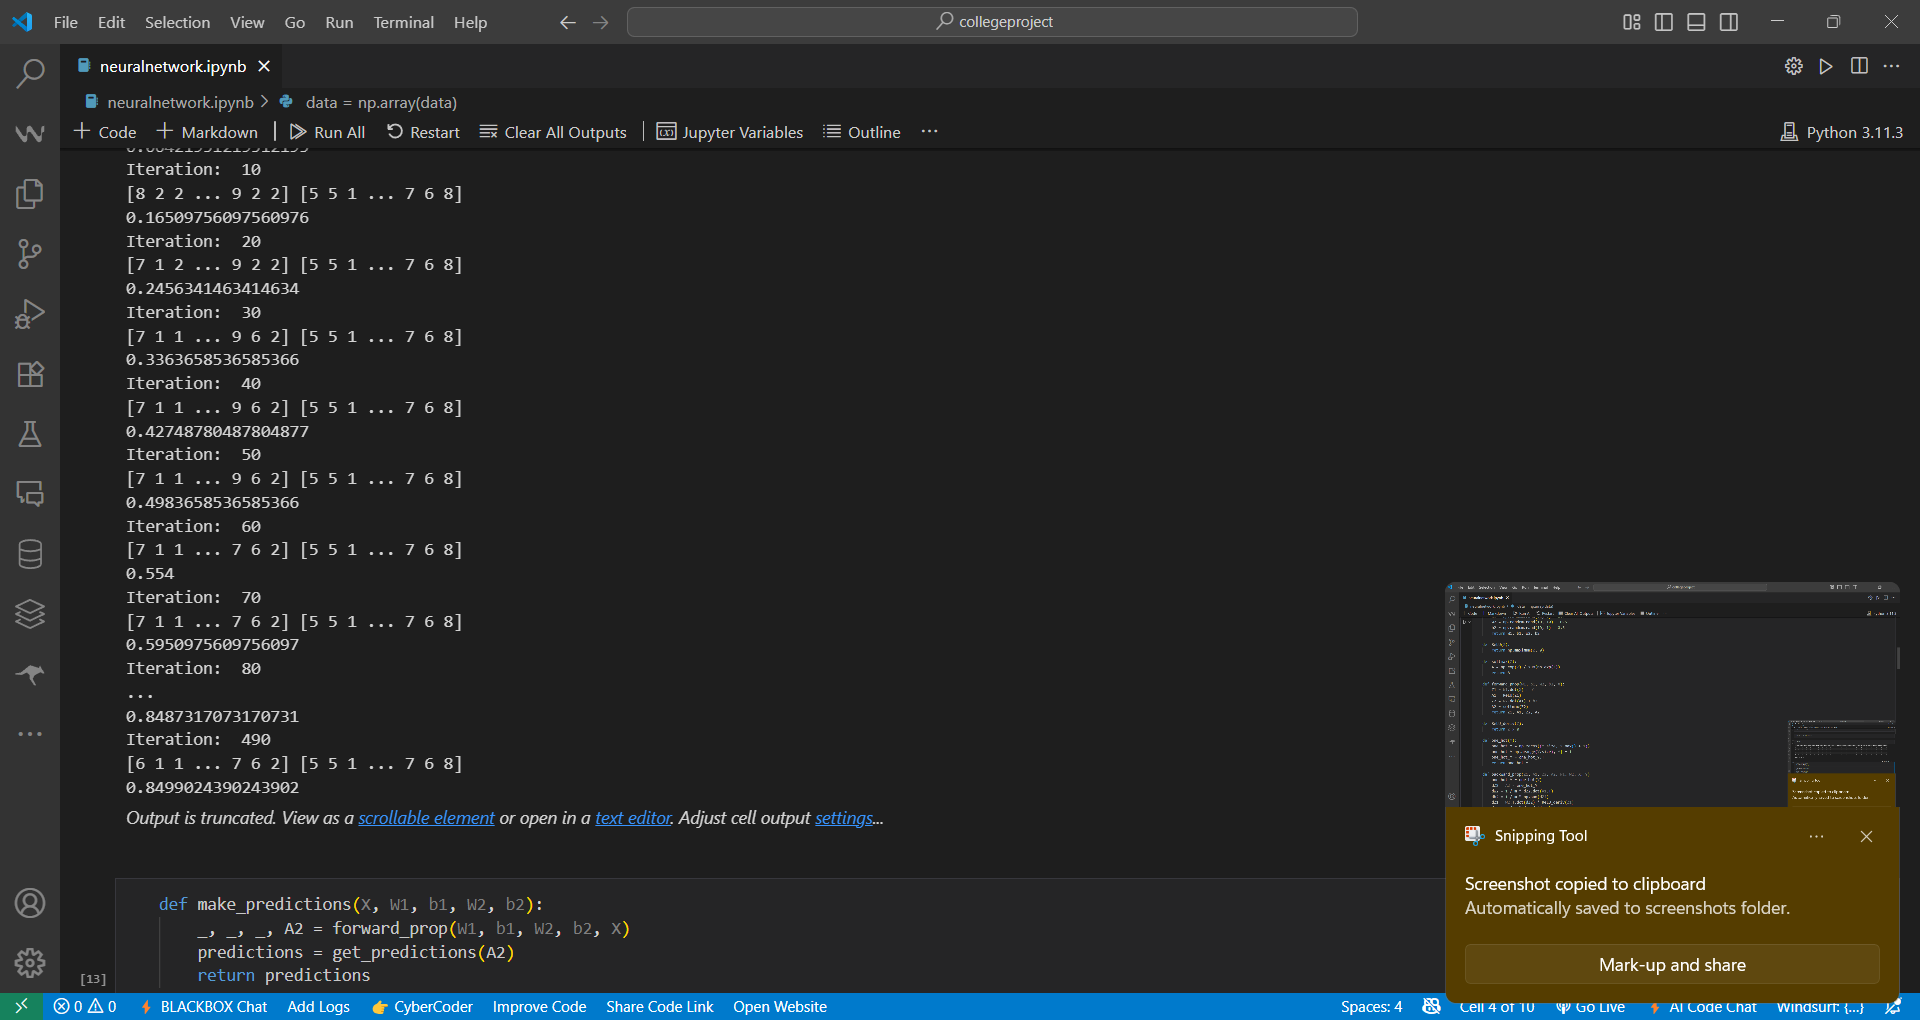 File Edit Selection View Go Run Terminal Help
collegeproject
neuralnetwork.ipynb
neuralnetwork.ipynb > data = np.array(data)
+ Code + Markdown | Run All Restart Clear All Outputs | Jupyter Variables Outline ...
Python 3.11.3
Iteration:  10
[8 2 2 ... 9 2 2] [5 5 1 ... 7 6 8]
0.16509756097560976
Iteration:  20
[7 1 2 ... 9 2 2] [5 5 1 ... 7 6 8]
0.2456341463414634
Iteration:  30
[7 1 1 ... 9 6 2] [5 5 1 ... 7 6 8]
0.3363658536585366
Iteration:  40
[7 1 1 ... 9 6 2] [5 5 1 ... 7 6 8]
0.42748780487804877
Iteration:  50
[7 1 1 ... 9 6 2] [5 5 1 ... 7 6 8]
0.4983658536585366
Iteration:  60
[7 1 1 ... 7 6 2] [5 5 1 ... 7 6 8]
0.554
Iteration:  70
[7 1 1 ... 7 6 2] [5 5 1 ... 7 6 8]
0.5950975609756097
Iteration:  80
...
0.8487317073170731
Iteration:  490
[6 1 1 ... 7 6 2] [5 5 1 ... 7 6 8]
0.8499024390243902
Output is truncated. View as a scrollable element or open in a text editor. Adjust cell output settings...
def make_predictions(X, W1, b1, W2, b2):
    _, _, _, A2 = forward_prop(W1, b1, W2, b2, X)
    predictions = get_predictions(A2)
    return predictions
[13]
Snipping Tool
Screenshot copied to clipboard
Automatically saved to screenshots folder.
Mark-up and share
0 0 BLACKBOX Chat Add Logs CyberCoder Improve Code Share Code Link Open Website
Spaces: 4 Cell 4 of 10 Go Live AI Code Chat Windsurf: {...}